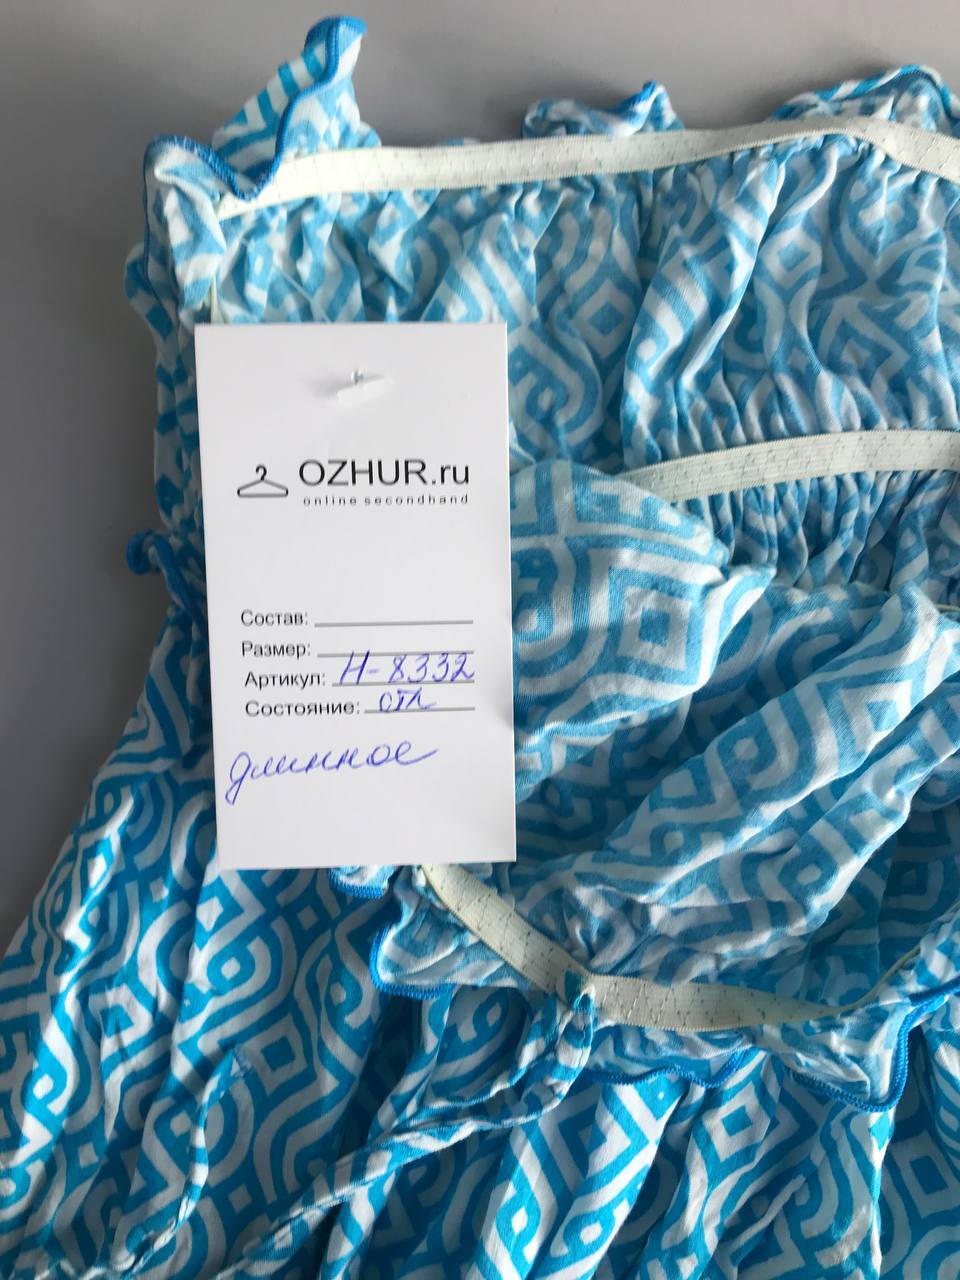 OZHUR.ru
online secondhand
Состав:
Размер:
Артикул: Н-8332
Состояние: отл
длинное